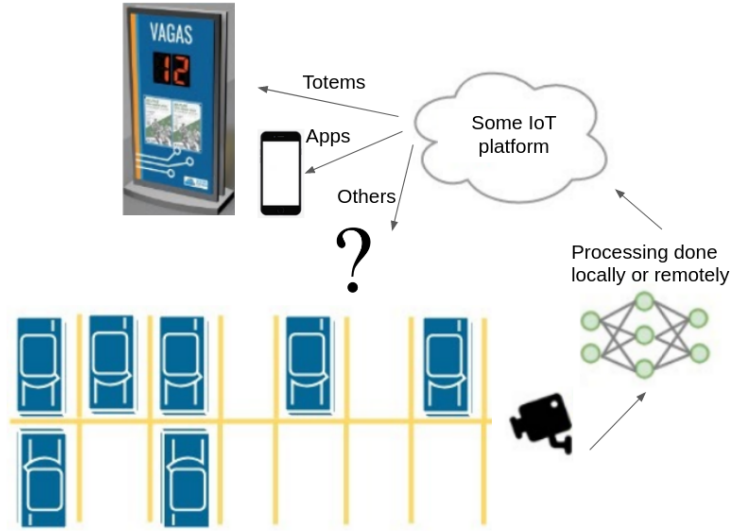 VAGAS
12
Totems
Apps
Others
?
Some IoT
platform
Processing done
locally or remotely